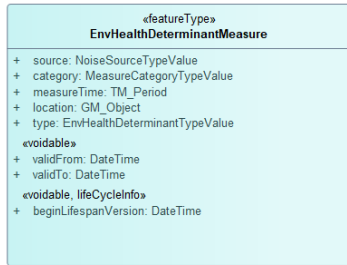 «featureType»
EnvHealthDeterminantMeasure
+ source: NoiseSourceTypeValue
+ category: MeasureCategoryTypeValue
+ measureTime: TM_Period
+ location: GM_Object
+ type: EnvHealthDeterminantTypeValue
«voidable»
+ validFrom: DateTime
+ validTo: DateTime
«voidable, lifeCycleInfo»
+ beginLifespanVersion: DateTime